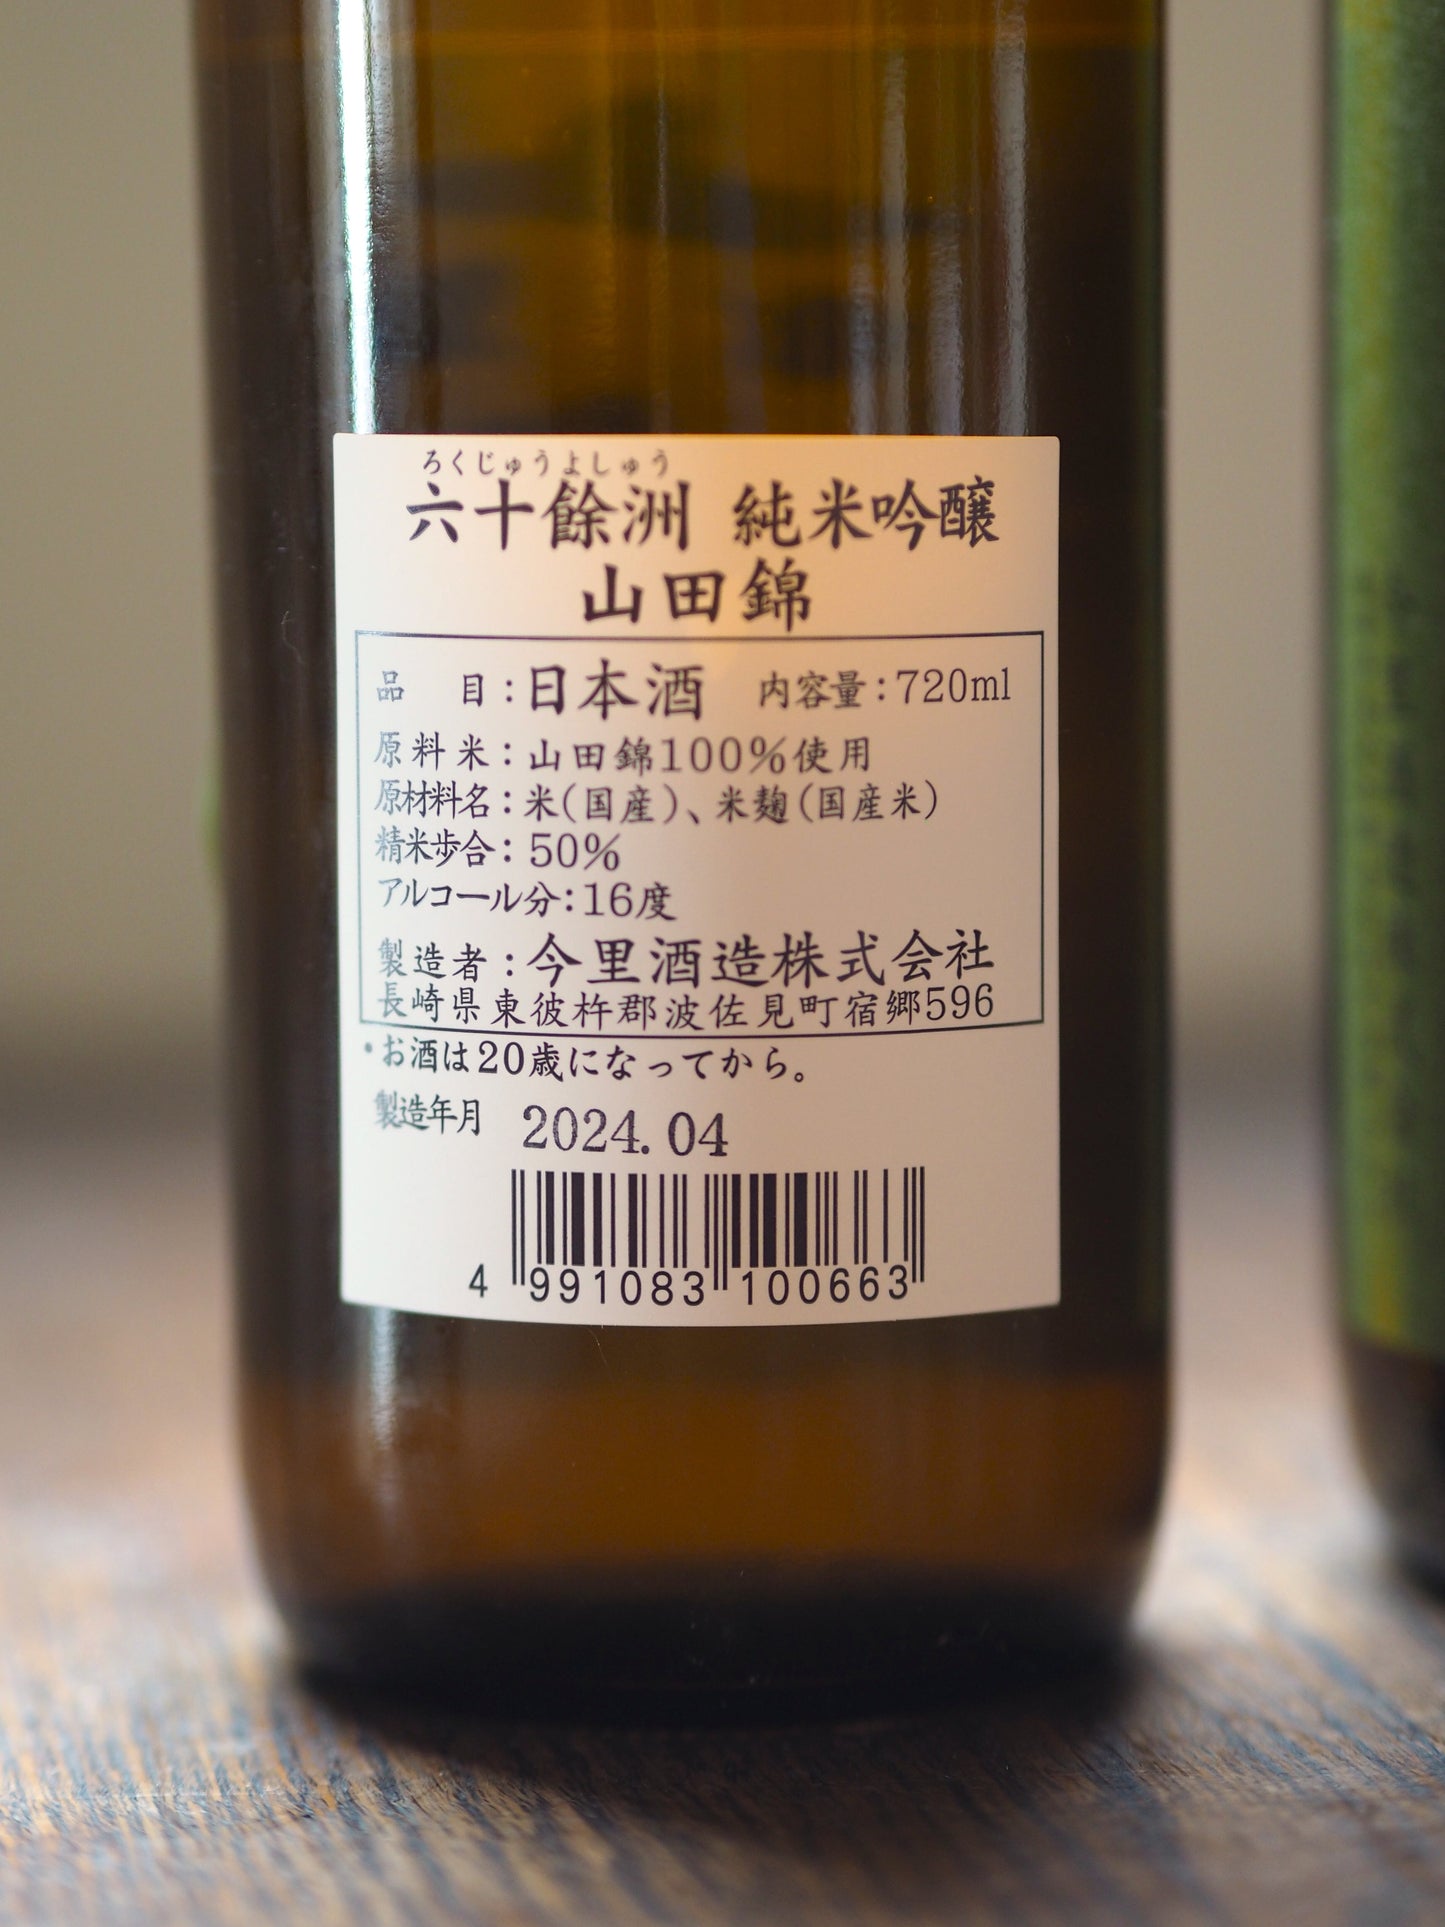 ろくじゅうよしゅう
六十餘洲 純米吟醸
山田錦
品 目:日本酒 内容量:720ml
原料米:山田錦100%使用
原材料名:米(国産)、米麹(国産米)
精米歩合:50%
アルコール分:16度
製造者:今里酒造株式会社
長崎県東彼杵郡波佐見町宿郷596
•お酒は20歳になってから。
製造年月 2024.04
4 991083 100663